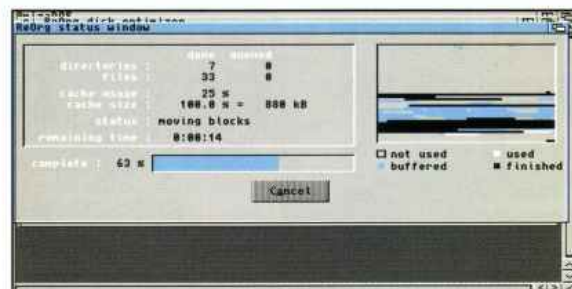 ReOrg disk optimizer
ReOrg status window
done queued
directories : 7 0
files : 33 0
cache usage : 25 %
cache size : 100.0 % = 880 kB
status : moving blocks
remaining time : 0:00:14
complete : 63 %
not used used
buffered finished
Cancel